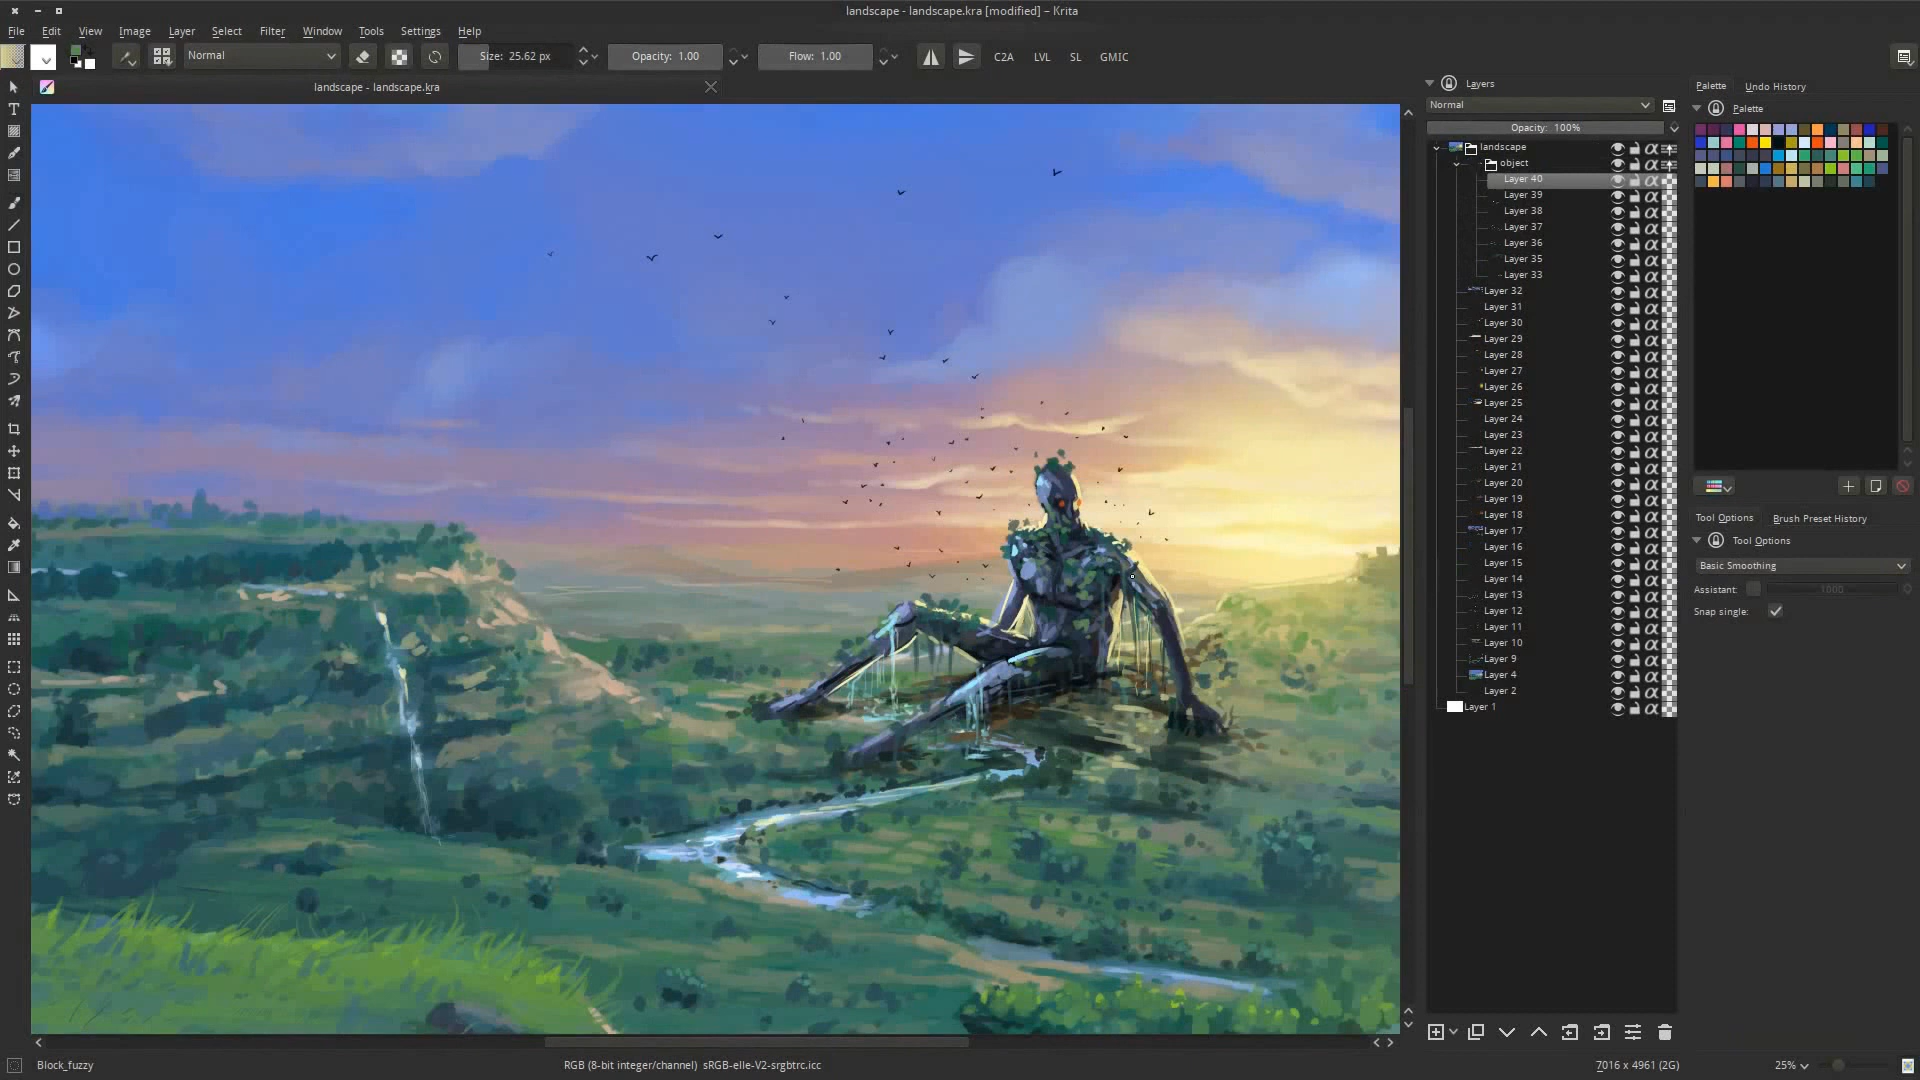 landscape - landscape.kra [modified] – Krita
File Edit View Image Layer Select Filter Window Tools Settings Help
Normal Size: 25.62 px Opacity: 1.00 Flow: 1.00 C2A LVL SL GMIC
landscape - landscape.kra
Layers
Normal
Opacity: 100%
landscape
object
Layer 40
Layer 39
Layer 38
Layer 37
Layer 36
Layer 35
Layer 33
Layer 32
Layer 31
Layer 30
Layer 29
Layer 28
Layer 27
Layer 26
Layer 25
Layer 24
Layer 23
Layer 22
Layer 21
Layer 20
Layer 19
Layer 18
Layer 17
Layer 16
Layer 15
Layer 14
Layer 13
Layer 12
Layer 11
Layer 10
Layer 9
Layer 4
Layer 2
Layer 1
Palette Undo History
Palette
Tool Options Brush Preset History
Tool Options
Basic Smoothing
Assistant: 1000
Snap single:
Block_fuzzy
RGB (8-bit integer/channel) sRGB-elle-V2-srgbtrc.icc
7016 x 4961 (2G)
25%